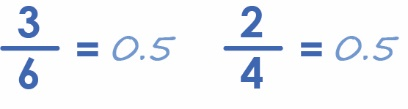 3/6 = 0.5 2/4 = 0.5